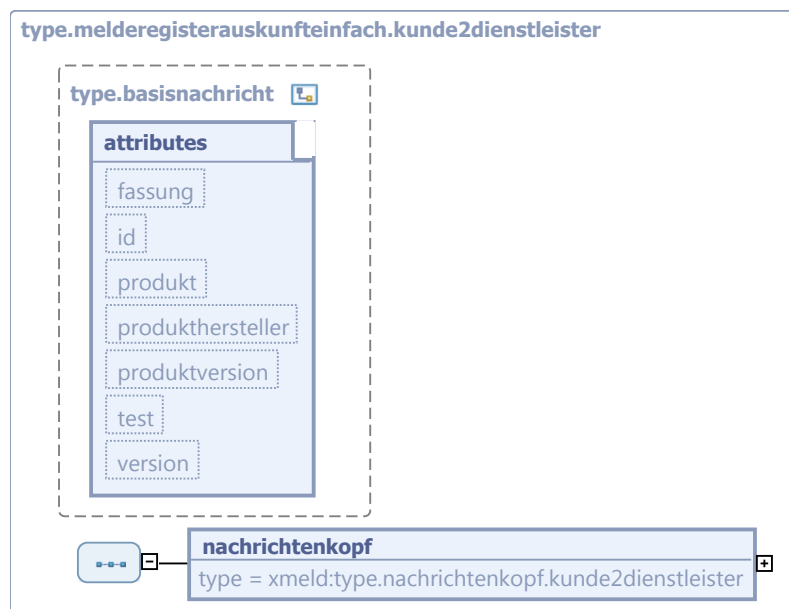 type.melderegisterauskunfteinfach.kunde2dienstleister
type.basisnachricht
attributes
fassung
id
produkt
produkthersteller
produktversion
test
version
nachrichtenkopf
type = xmeld:type.nachrichtenkopf.kunde2dienstleister